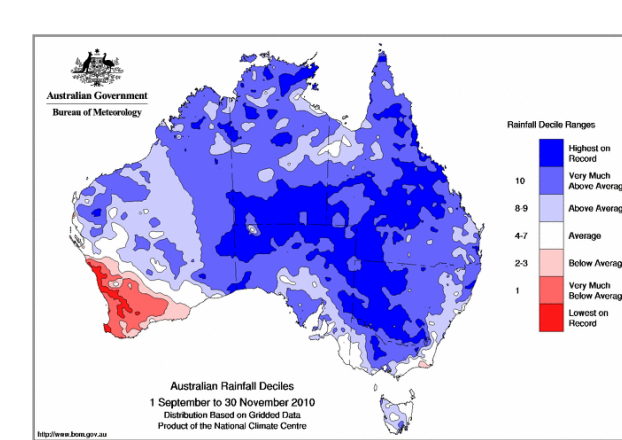 Australian Government
Bureau of Meteorology
Rainfall Decile Ranges
Highest on
Record
10
Very Much
Above Averag
8-9
Above Averag
4-7
Average
2-3
Below Averag
1
Very Much
Below Averag
Lowest on
Record
Australian Rainfall Deciles
1 September to 30 November 2010
Distribution Based on Gridded Data
Product of the National Climate Centre
http://www.bom.gov.au